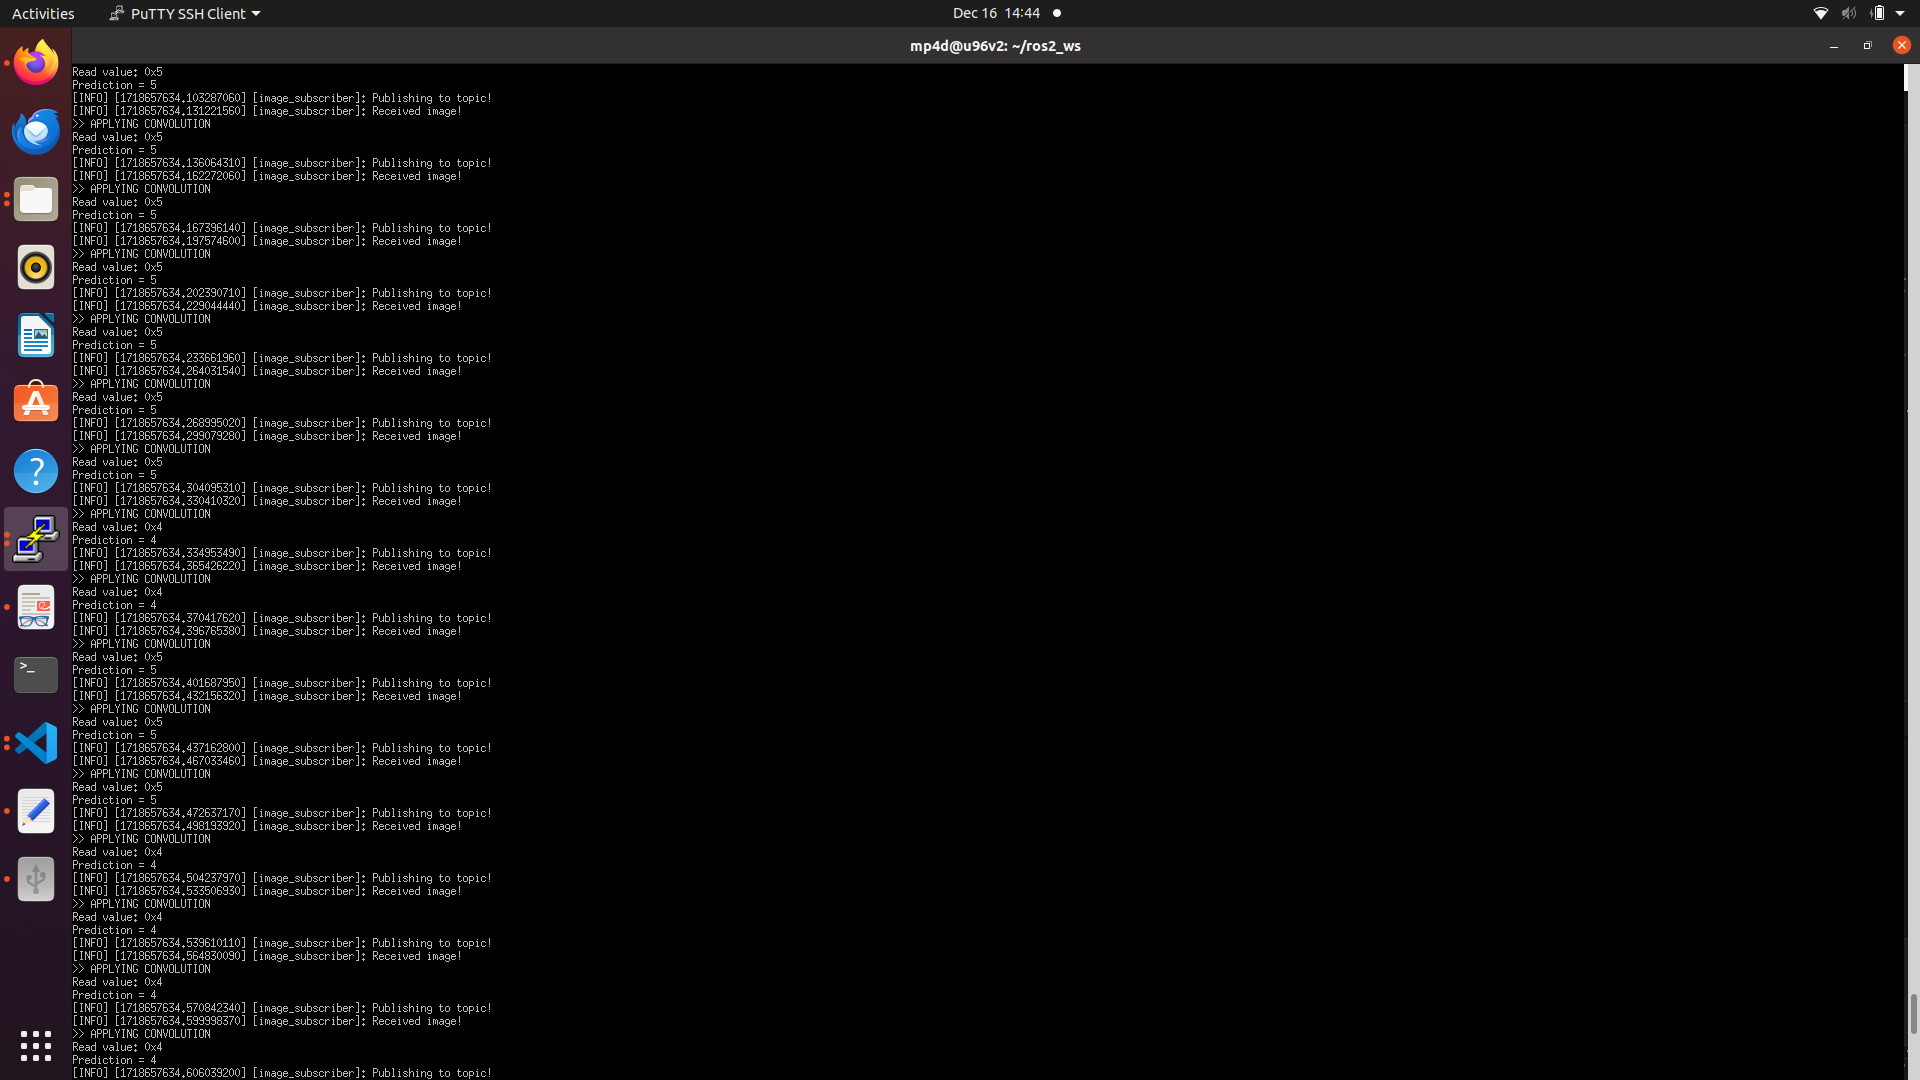 Activities
PuTTY SSH Client
Dec 16 14:44
mp4d@u96v2: ~/ros2_ws
Read value: 0x5
Prediction = 5
[INFO] [1718657634.103287060] [image_subscriber]: Publishing to topic!
[INFO] [1718657634.131221560] [image_subscriber]: Received image!
>> APPLYING CONVOLUTION
Read value: 0x5
Prediction = 5
[INFO] [1718657634.136064310] [image_subscriber]: Publishing to topic!
[INFO] [1718657634.162272060] [image_subscriber]: Received image!
>> APPLYING CONVOLUTION
Read value: 0x5
Prediction = 5
[INFO] [1718657634.167396140] [image_subscriber]: Publishing to topic!
[INFO] [1718657634.197574600] [image_subscriber]: Received image!
>> APPLYING CONVOLUTION
Read value: 0x5
Prediction = 5
[INFO] [1718657634.202390710] [image_subscriber]: Publishing to topic!
[INFO] [1718657634.229044440] [image_subscriber]: Received image!
>> APPLYING CONVOLUTION
Read value: 0x5
Prediction = 5
[INFO] [1718657634.233661960] [image_subscriber]: Publishing to topic!
[INFO] [1718657634.264031540] [image_subscriber]: Received image!
>> APPLYING CONVOLUTION
Read value: 0x5
Prediction = 5
[INFO] [1718657634.268995020] [image_subscriber]: Publishing to topic!
[INFO] [1718657634.299079280] [image_subscriber]: Received image!
>> APPLYING CONVOLUTION
Read value: 0x5
Prediction = 5
[INFO] [1718657634.304095310] [image_subscriber]: Publishing to topic!
[INFO] [1718657634.330410320] [image_subscriber]: Received image!
>> APPLYING CONVOLUTION
Read value: 0x4
Prediction = 4
[INFO] [1718657634.334953490] [image_subscriber]: Publishing to topic!
[INFO] [1718657634.365426220] [image_subscriber]: Received image!
>> APPLYING CONVOLUTION
Read value: 0x4
Prediction = 4
[INFO] [1718657634.370417620] [image_subscriber]: Publishing to topic!
[INFO] [1718657634.396765380] [image_subscriber]: Received image!
>> APPLYING CONVOLUTION
Read value: 0x5
Prediction = 5
[INFO] [1718657634.401687950] [image_subscriber]: Publishing to topic!
[INFO] [1718657634.432156320] [image_subscriber]: Received image!
>> APPLYING CONVOLUTION
Read value: 0x5
Prediction = 5
[INFO] [1718657634.437162800] [image_subscriber]: Publishing to topic!
[INFO] [1718657634.467033460] [image_subscriber]: Received image!
>> APPLYING CONVOLUTION
Read value: 0x5
Prediction = 5
[INFO] [1718657634.472637170] [image_subscriber]: Publishing to topic!
[INFO] [1718657634.498193920] [image_subscriber]: Received image!
>> APPLYING CONVOLUTION
Read value: 0x4
Prediction = 4
[INFO] [1718657634.504237970] [image_subscriber]: Publishing to topic!
[INFO] [1718657634.533506930] [image_subscriber]: Received image!
>> APPLYING CONVOLUTION
Read value: 0x4
Prediction = 4
[INFO] [1718657634.539610110] [image_subscriber]: Publishing to topic!
[INFO] [1718657634.564830090] [image_subscriber]: Received image!
>> APPLYING CONVOLUTION
Read value: 0x4
Prediction = 4
[INFO] [1718657634.570842340] [image_subscriber]: Publishing to topic!
[INFO] [1718657634.599998370] [image_subscriber]: Received image!
>> APPLYING CONVOLUTION
Read value: 0x4
Prediction = 4
[INFO] [1718657634.606039200] [image_subscriber]: Publishing to topic!